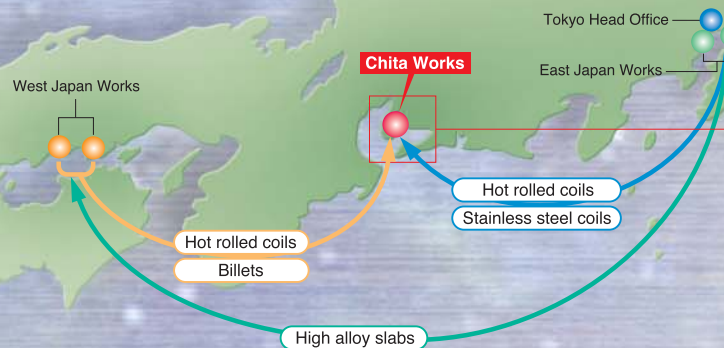 Tokyo Head Office
Chita Works
East Japan Works
West Japan Works
Hot rolled coils
Stainless steel coils
Hot rolled coils
Billets
High alloy slabs